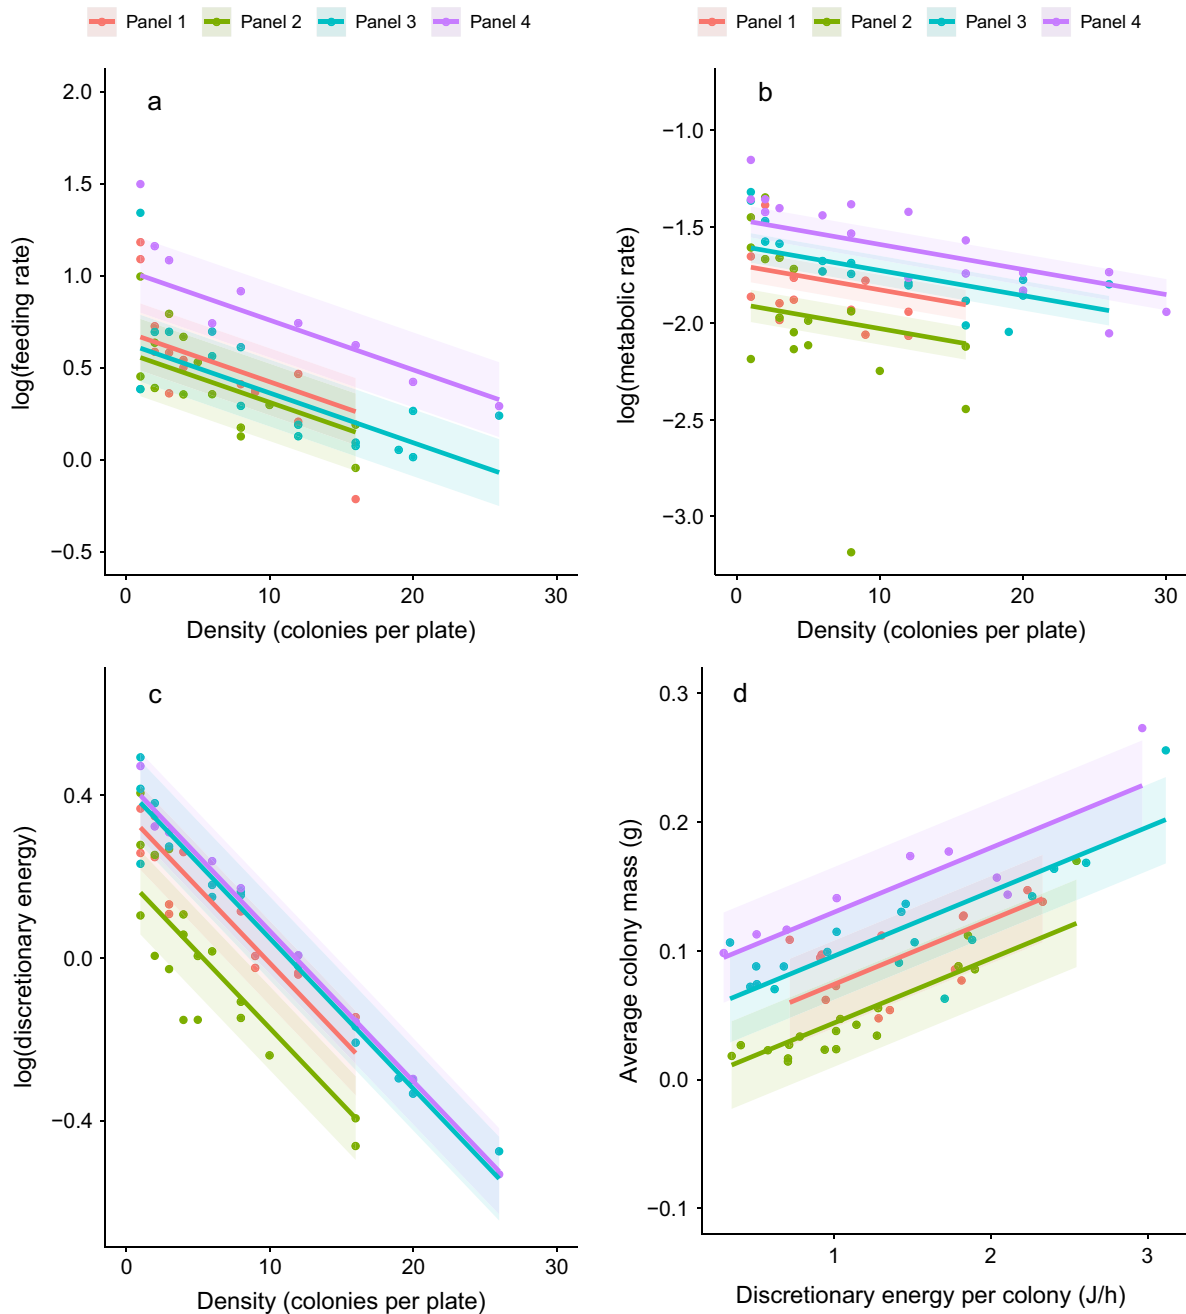 Panel 1 Panel 2 Panel 3 Panel 4
Panel 1 Panel 2 Panel 3 Panel 4
a
2.0
1.5
1.0
0.5
0.0
−0.5
log(feeding rate)
0 10 20 30
Density (colonies per plate)
b
−1.0
−1.5
−2.0
−2.5
−3.0
log(metabolic rate)
0 10 20 30
Density (colonies per plate)
c
0.4
0.0
−0.4
log(discretionary energy)
0 10 20 30
Density (colonies per plate)
d
0.3
0.2
0.1
0.0
−0.1
Average colony mass (g)
1 2 3
Discretionary energy per colony (J/h)